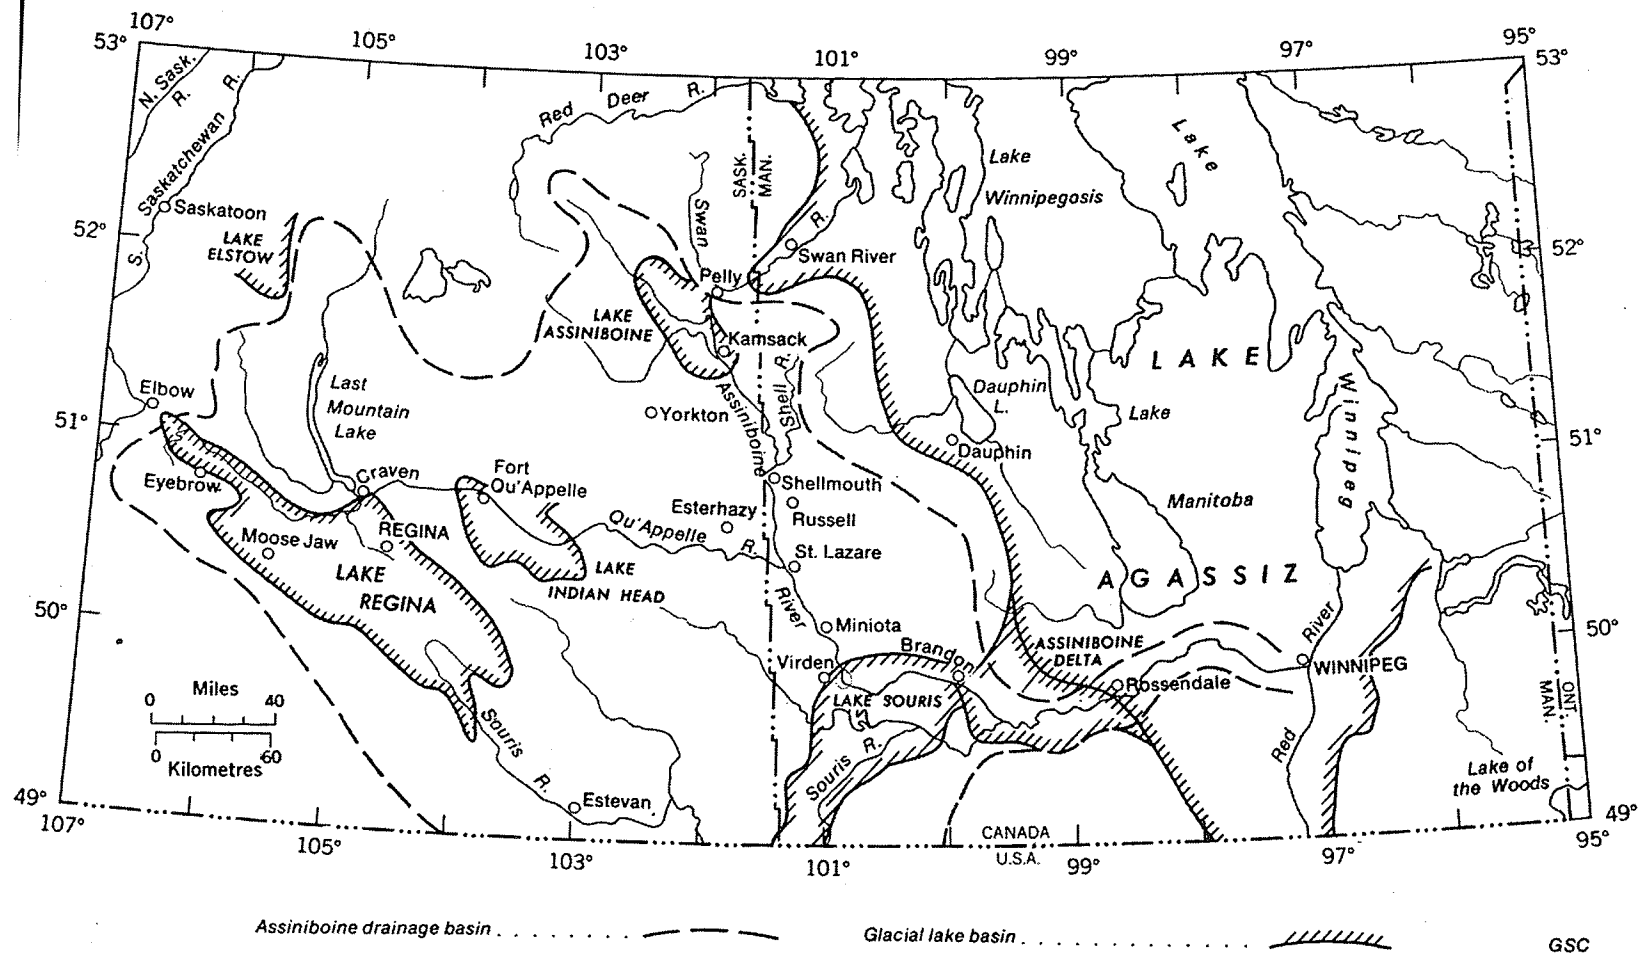 107°
105°
103°
101°
99°
97°
95°
53°
53°
N. Sask.
R.
Saskatchewan
R.
S.
Red Deer R.
SASK.
MAN.
Swan
R.
Lake
Winnipegosis
Lake
Saskatoon
52°
52°
LAKE
ELSTOW
Swan River
Pelly
LAKE
ASSINIBOINE
Kamsack
Shell R.
Assiniboine
LAKE
Winnipeg
Elbow
Last
Mountain
Lake
Yorkton
Dauphin
L.
Lake
51°
51°
Dauphin
Craven
Fort
Qu'Appelle
Eyebrow
Shellmouth
Manitoba
Esterhazy
Russell
REGINA
Qu'Appelle R.
Moose Jaw
St. Lazare
LAKE
REGINA
LAKE
INDIAN HEAD
AGASSIZ
50°
50°
River
Miniota
River
Brandon
ASSINIBOINE
DELTA
Virden
WINNIPEG
Rossendale
LAKE SOURIS
0 Miles 40
0 60
Kilometres
Souris
R.
Souris R.
Red
MAN.
ONT.
Lake of
the Woods
Estevan
49°
49°
CANADA
U.S.A.
107°
105°
103°
101°
99°
97°
95°
Assiniboine drainage basin
Glacial lake basin
GSC